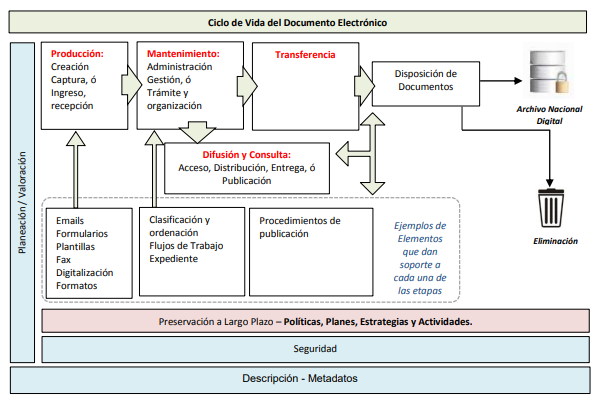 Ciclo de Vida del Documento Electrónico
Planeación / Valoración
Producción:
Creación
Captura, ó
Ingreso,
recepción
Mantenimiento:
Administración
Gestión, ó
Trámite y
organización
Transferencia
Disposición de
Documentos
Archivo Nacional
Digital
Difusión y Consulta:
Acceso, Distribución, Entrega, ó
Publicación
Eliminación
Emails
Formularios
Plantillas
Fax
Digitalización
Formatos
Clasificación y
ordenación
Flujos de Trabajo
Expediente
Procedimientos de
publicación
Ejemplos de
Elementos
que dan
soporte a
cada una de
las etapas
Preservación a Largo Plazo – Políticas, Planes, Estrategias y Actividades.
Seguridad
Descripción - Metadatos